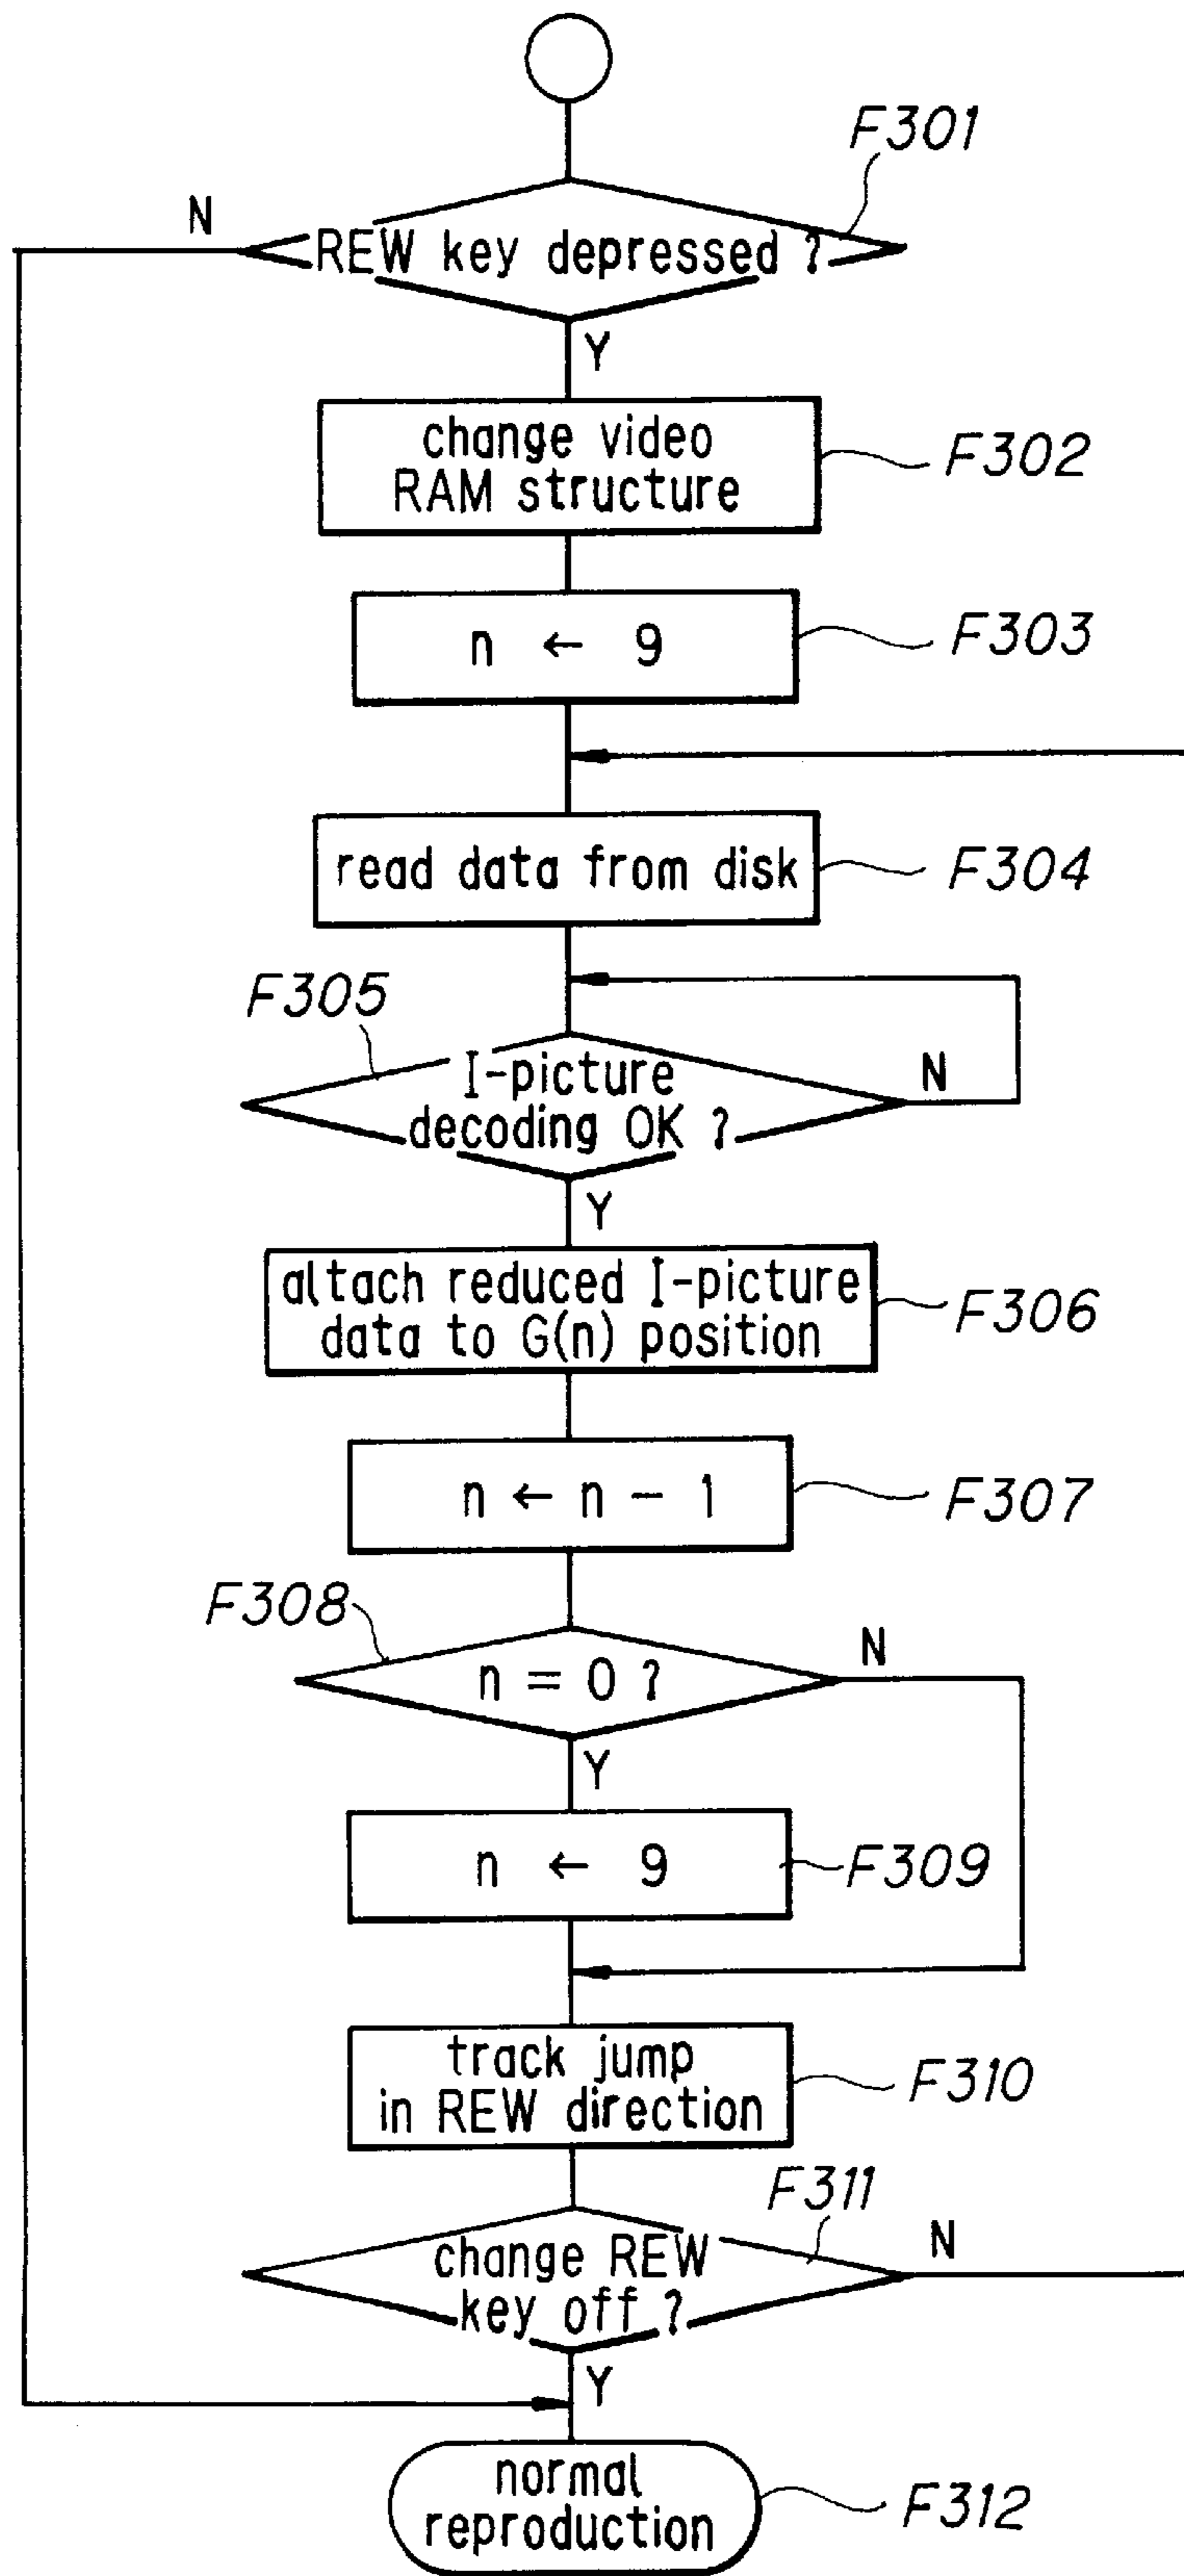 F301
N
REW key depressed ?
Y
change video
RAM structure
F302
n ← 9
F303
read data from disk
F304
F305
I-picture
decoding OK ?
N
Y
altach reduced I-picture
data to G(n) position
F306
n ← n - 1
F307
F308
n = 0 ?
N
Y
n ← 9
F309
track jump
in REW direction
F310
F311
change REW
key off ?
N
Y
normal
reproduction
F312